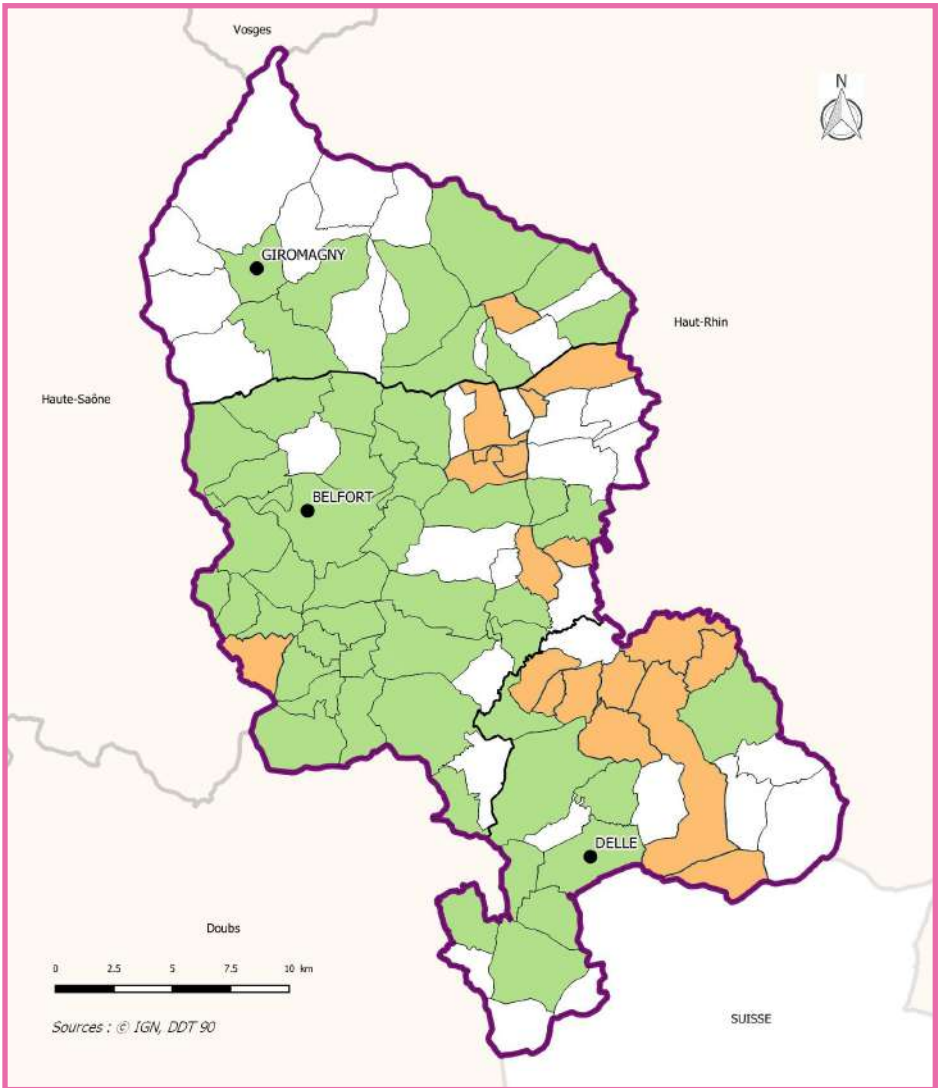 Vosges
N
GIROMAGNY
Haut-Rhin
Haute-Saône
BELFORT
DELLE
Doubs
0 2.5 5 7.5 10 km
Sources : © IGN, DDT 90
SUISSE